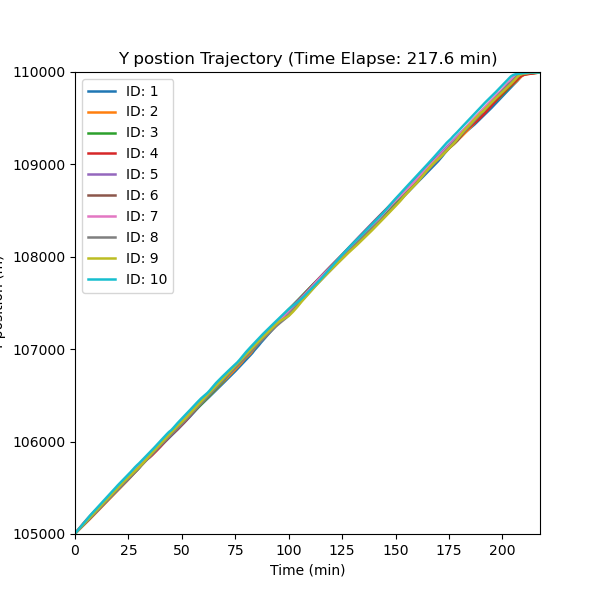 Y postion Trajectory (Time Elapse: 217.6 min)
110000
109000
108000
107000
106000
105000
ID: 1
ID: 2
ID: 3
ID: 4
ID: 5
ID: 6
ID: 7
ID: 8
ID: 9
ID: 10
0 25 50 75 100 125 150 175 200
Time (min)